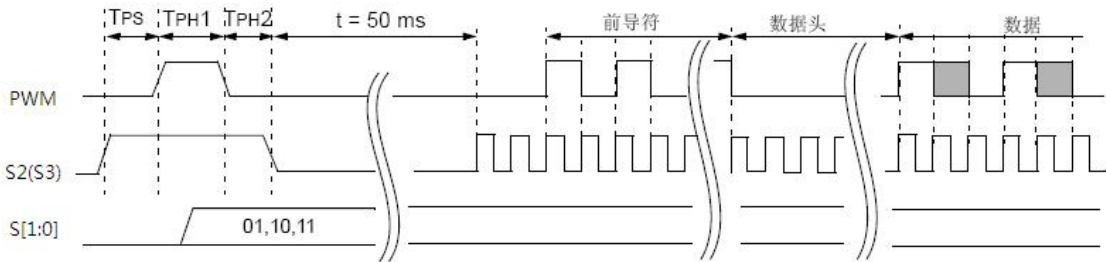 TPS TPH1 TPH2 t = 50 ms 前导符 数据头 数据
PWM
S2(S3)
S[1:0] 01,10,11